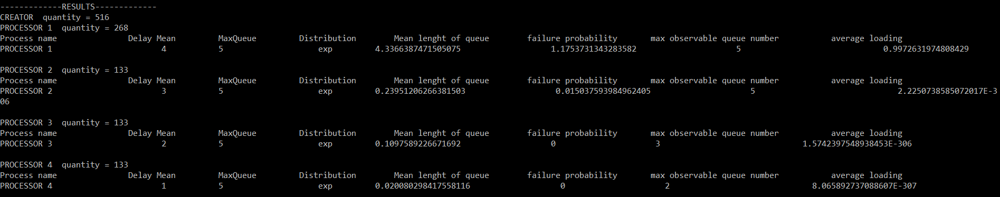 -------------RESULTS-------------
CREATOR  quantity = 516
PROCESSOR 1  quantity = 268
Process name               Delay Mean         MaxQueue         Distribution        Mean lenght of queue        failure probability       max observable queue number           average loading
PROCESSOR 1                       4           5                    exp         4.3366387471505075                   1.1753731343283582                     5                              0.9972631974808429

PROCESSOR 2  quantity = 133
Process name               Delay Mean         MaxQueue         Distribution        Mean lenght of queue        failure probability       max observable queue number           average loading
PROCESSOR 2                       3           5                    exp         0.23951206266381503                   0.015037593984962405                     5                              2.2250738585072017E-3
06

PROCESSOR 3  quantity = 133
Process name               Delay Mean         MaxQueue         Distribution        Mean lenght of queue        failure probability       max observable queue number           average loading
PROCESSOR 3                       2           5                    exp         0.1097589226671692                   0                     3                              1.5742397548938453E-306

PROCESSOR 4  quantity = 133
Process name               Delay Mean         MaxQueue         Distribution        Mean lenght of queue        failure probability       max observable queue number           average loading
PROCESSOR 4                       1           5                    exp         0.020080298417558116                   0                     2                              8.065892737088607E-307